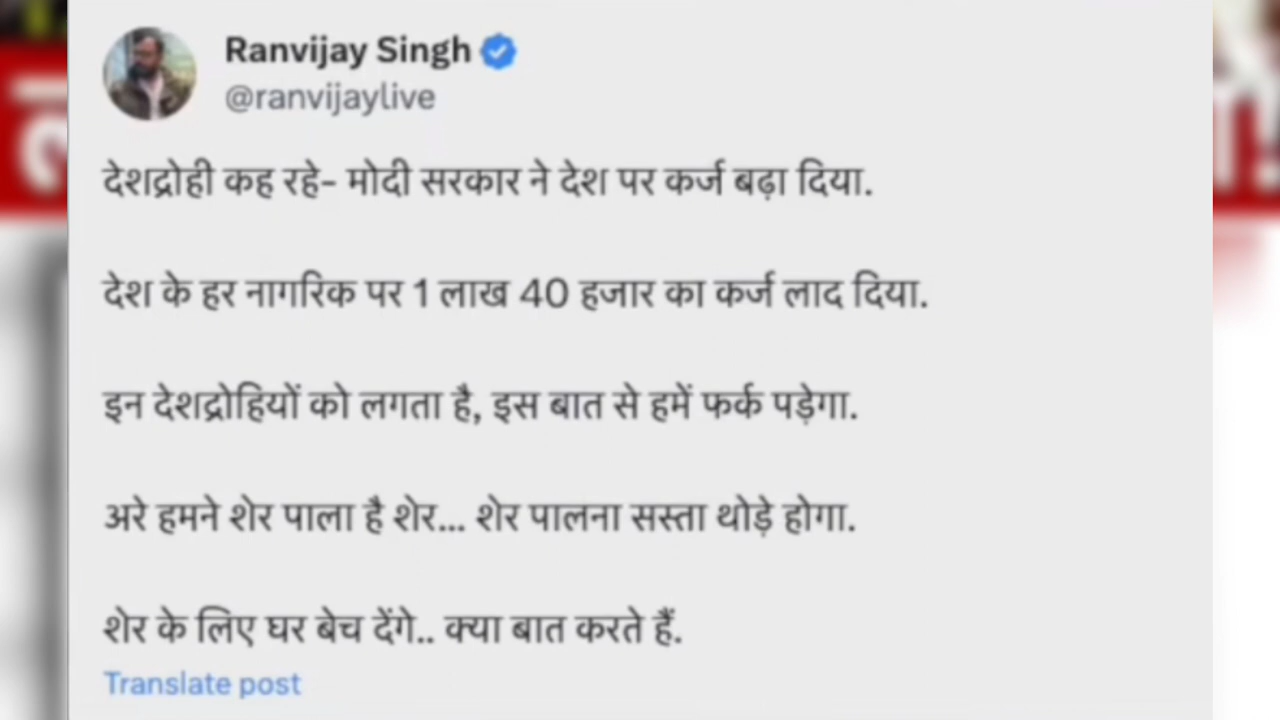 Ranvijay Singh
@ranvijaylive
देशद्रोही कह रहे- मोदी सरकार ने देश पर कर्ज बढ़ा दिया.
देश के हर नागरिक पर 1 लाख 40 हजार का कर्ज लाद दिया.
इन देशद्रोहियों को लगता है, इस बात से हमें फर्क पड़ेगा.
अरे हमने शेर पाला है शेर... शेर पालना सस्ता थोड़े होगा.
शेर के लिए घर बेच देंगे.. क्या बात करते हैं.
Translate post